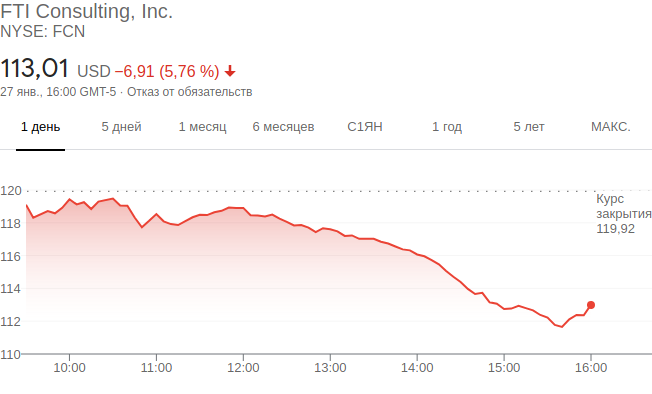 FTI Consulting, Inc.
NYSE: FCN
113,01 USD −6,91 (5,76 %)
27 янв., 16:00 GMT-5 · Отказ от обязательств
1 день 5 дней 1 месяц 6 месяцев С1ЯН 1 год 5 лет МАКС.
120
Курс
закрытия
119,92
118
116
114
112
110
10:00 11:00 12:00 13:00 14:00 15:00 16:00